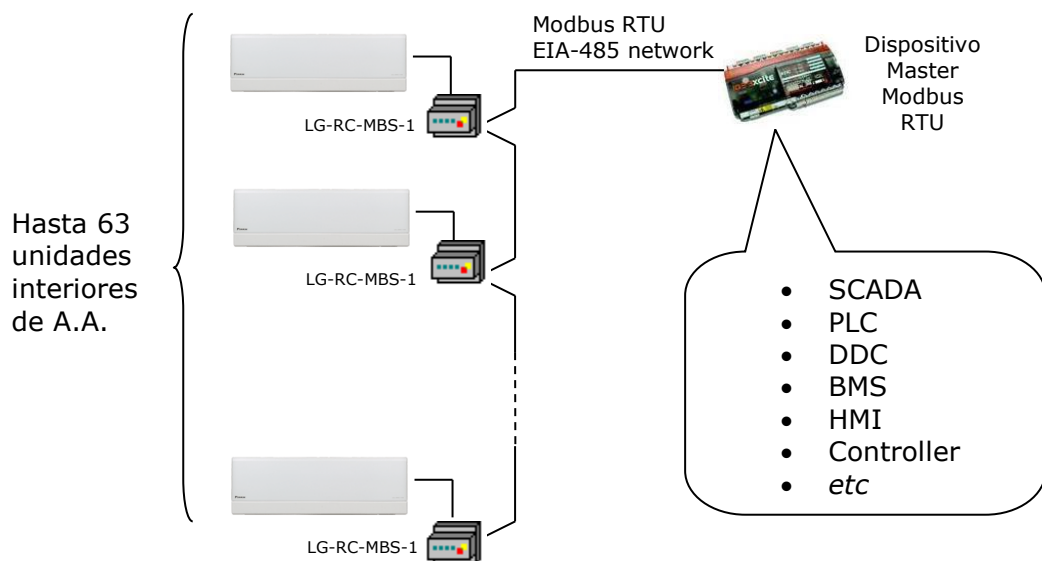 Modbus RTU
EIA-485 network
Dispositivo
Master
Modbus
RTU
LG-RC-MBS-1
Hasta 63
unidades
interiores
de A.A.
LG-RC-MBS-1
• SCADA
• PLC
• DDC
• BMS
• HMI
• Controller
• etc
LG-RC-MBS-1